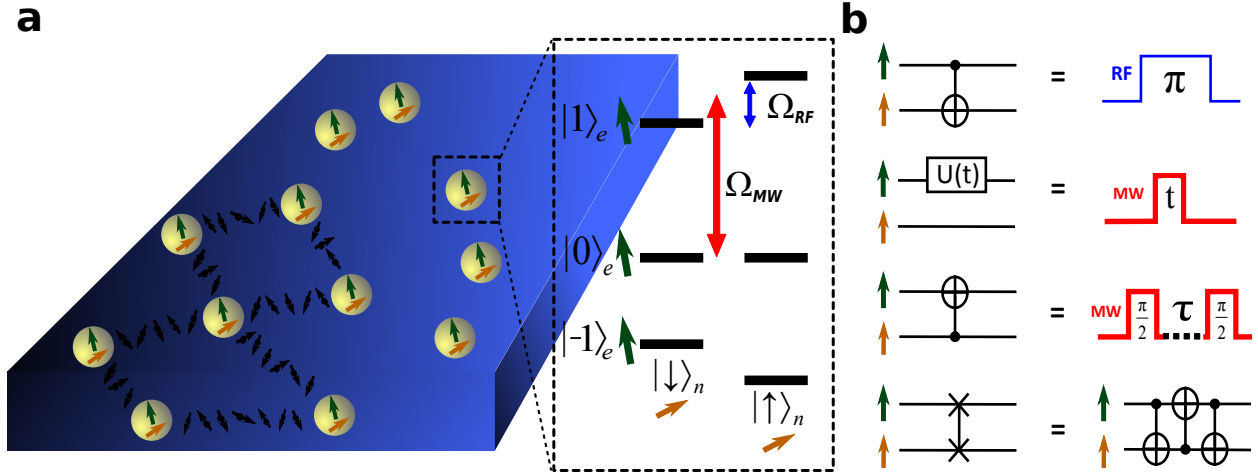 a
|1⟩e
ΩRF
ΩMW
|0⟩e
|-1⟩e
|↓⟩n
|↑⟩n
b
= RF π
U(t)
= MW t
= MW π/2 τ π/2
=